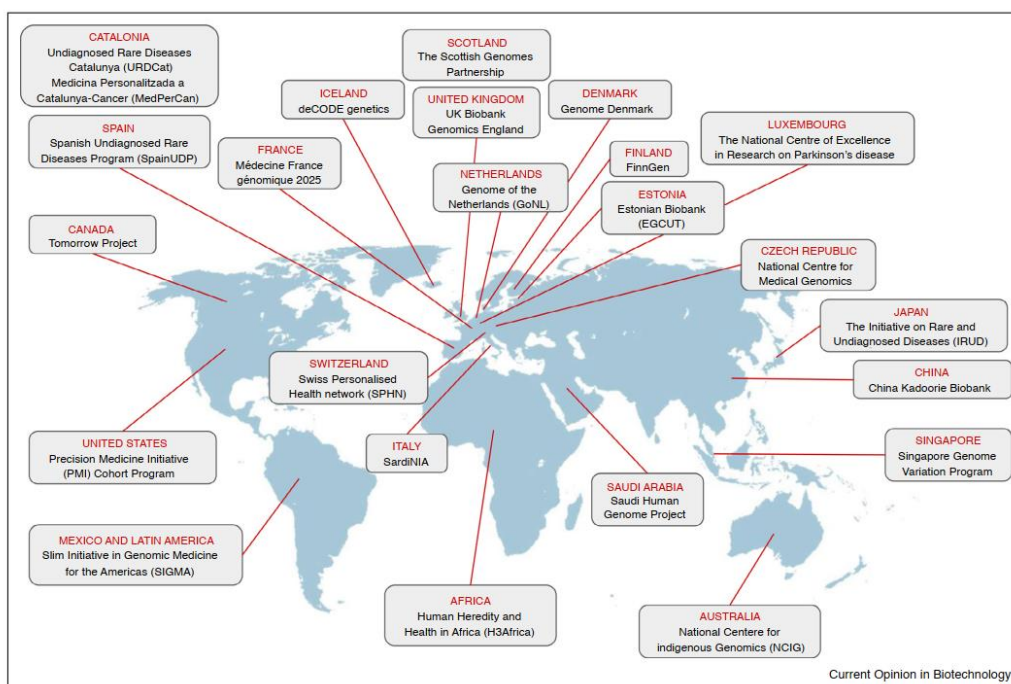 CATALONIA
Undiagnosed Rare Diseases
Catalunya (URDCat)
Medicina Personalitzada a
Catalunya-Cancer (MedPerCan)
SCOTLAND
The Scottish Genomes
Partnership
ICELAND
deCODE genetics
UNITED KINGDOM
UK Biobank
Genomics England
DENMARK
Genome Denmark
SPAIN
Spanish Undiagnosed Rare
Diseases Program (SpainUDP)
FRANCE
Médecine France
génomique 2025
NETHERLANDS
Genome of the
Netherlands (GoNL)
FINLAND
FinnGen
LUXEMBOURG
The National Centre of Excellence
in Research on Parkinson's disease
ESTONIA
Estonian Biobank
(EGCUT)
CANADA
Tomorrow Project
CZECH REPUBLIC
National Centre for
Medical Genomics
JAPAN
The Initiative on Rare and
Undiagnosed Diseases (IRUD)
SWITZERLAND
Swiss Personalised
Health network (SPHN)
CHINA
China Kadoorie Biobank
UNITED STATES
Precision Medicine Initiative
(PMI) Cohort Program
ITALY
SardiNIA
SINGAPORE
Singapore Genome
Variation Program
SAUDI ARABIA
Saudi Human
Genome Project
MEXICO AND LATIN AMERICA
Slim Initiative in Genomic Medicine
for the Americas (SIGMA)
AFRICA
Human Heredity and
Health in Africa (H3Africa)
AUSTRALIA
National Centere for
indigenous Genomics (NCIG)
Current Opinion in Biotechnology